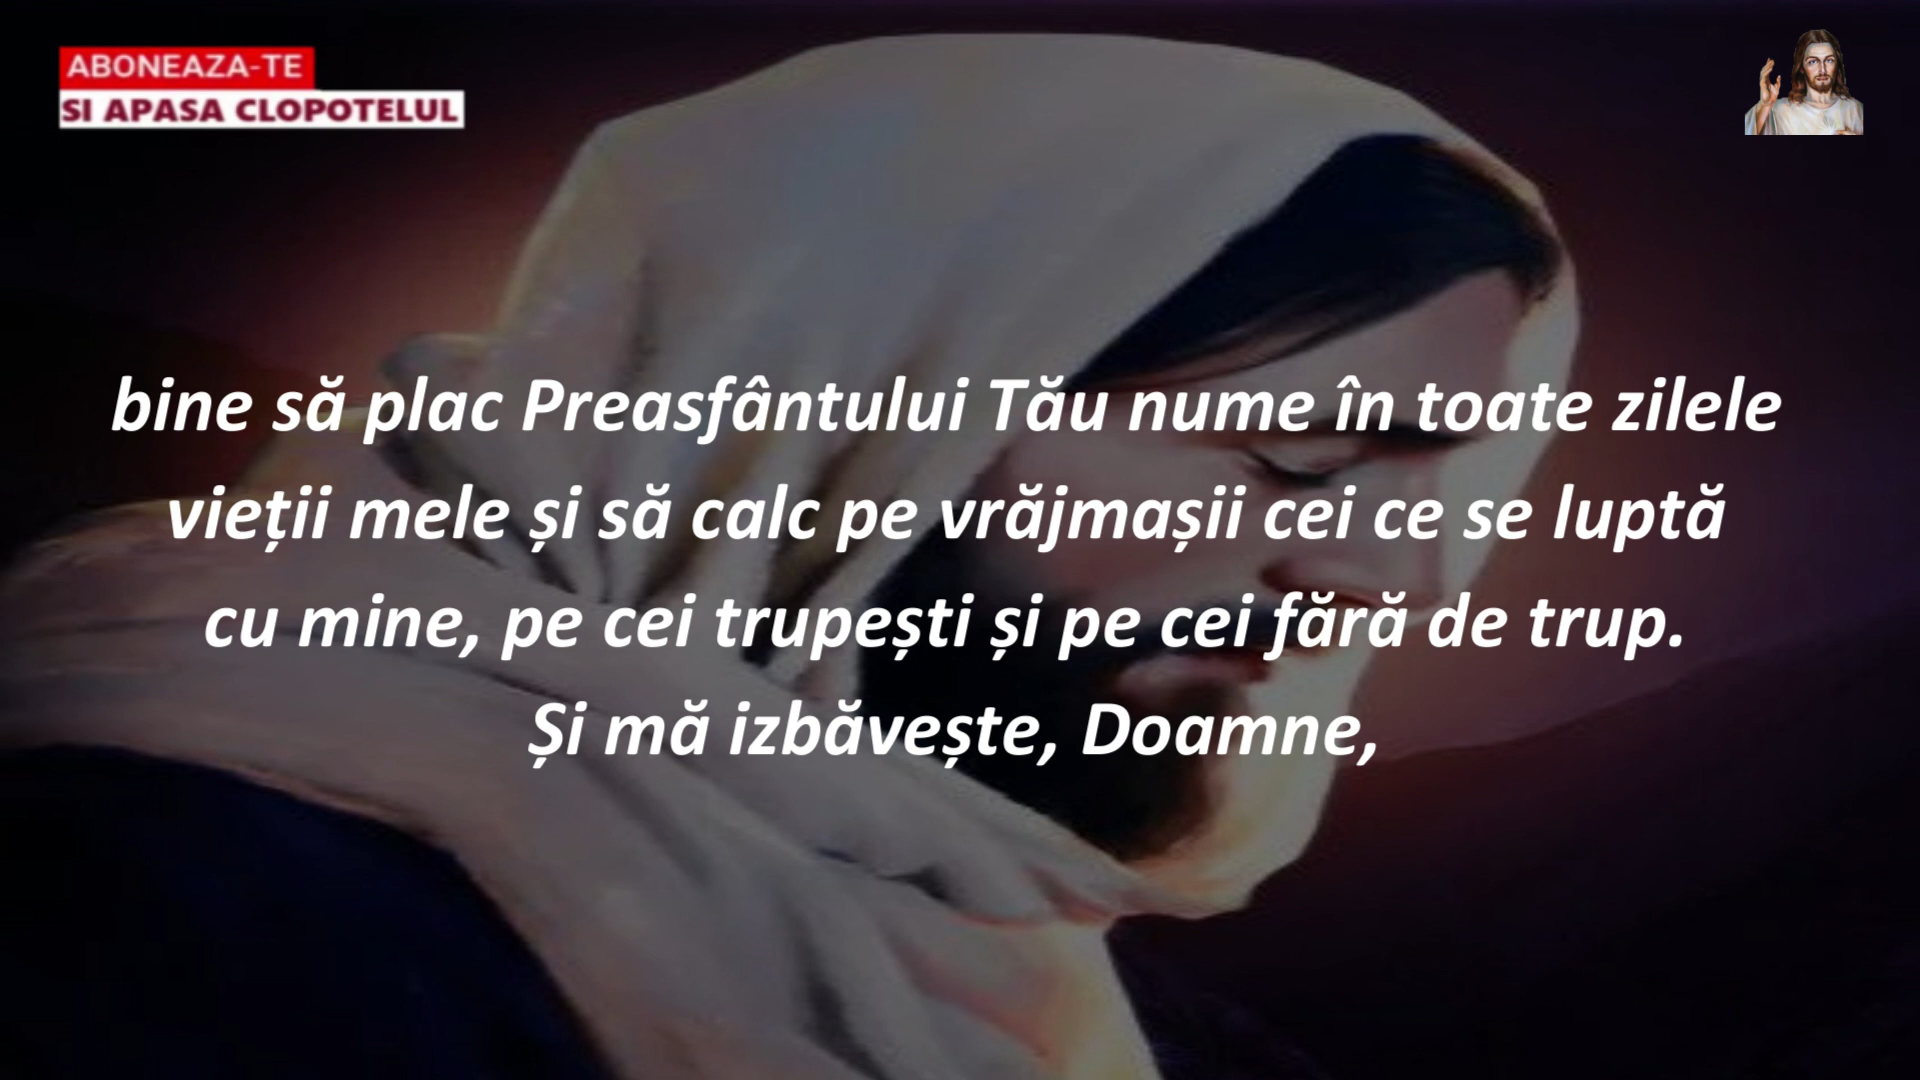 ABONEAZA-TE
SI APASA CLOPOTELUL
bine să plac Preasfântului Tău nume în toate zilele
vieții mele și să calc pe vrăjmașii cei ce se luptă
cu mine, pe cei trupești și pe cei fără de trup.
Și mă izbăvește, Doamne,